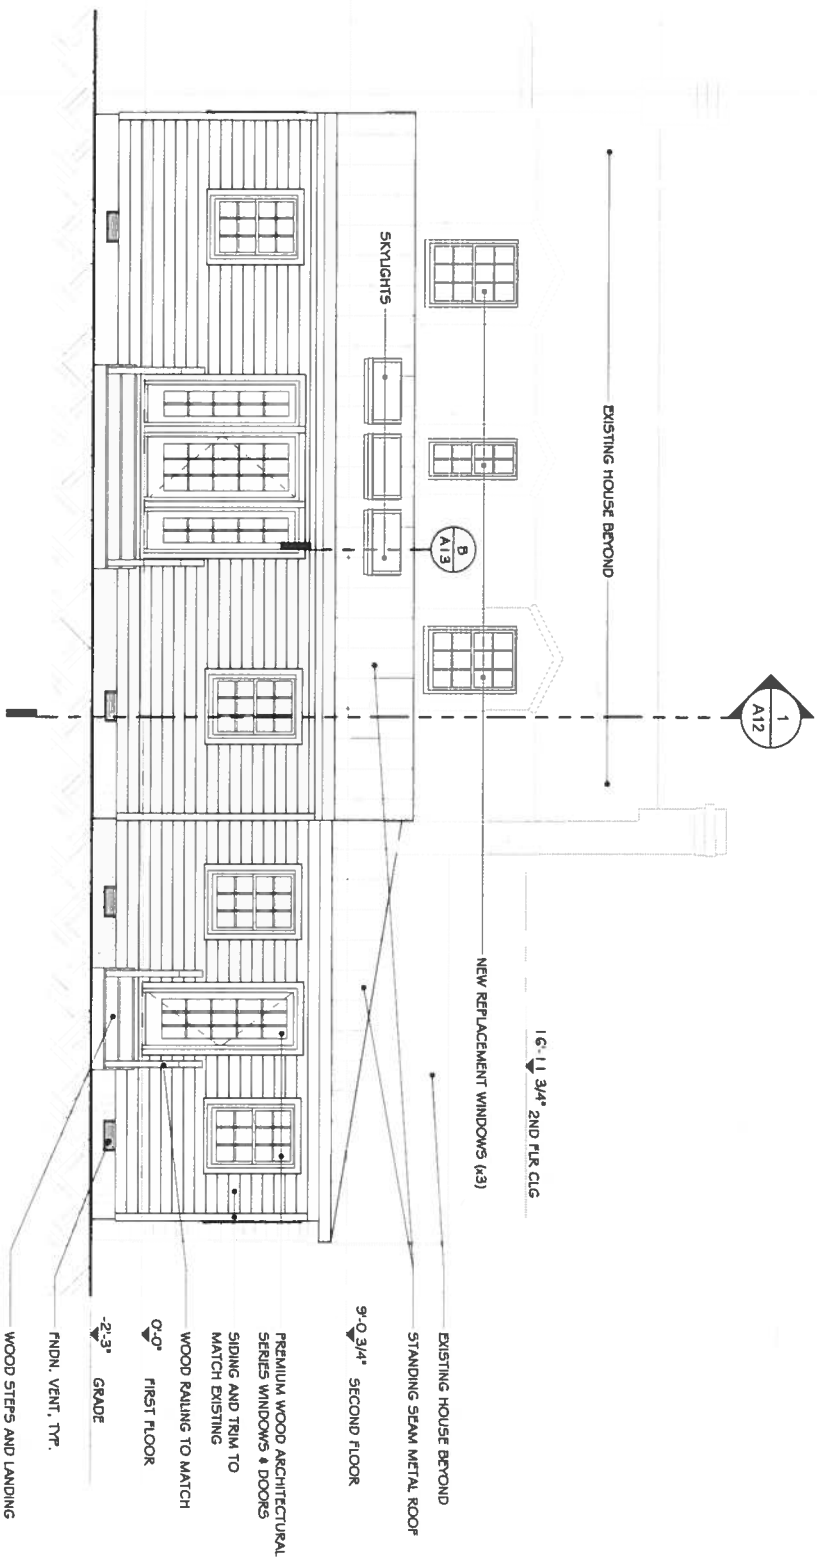 1
A12
EXISTING HOUSE BEYOND
SKYLIGHTS
B
A13
NEW REPLACEMENT WINDOWS (x3)
16'-11 3/4" 2ND FLR CLG
EXISTING HOUSE BEYOND
STANDING SEAM METAL ROOF
9'-0 3/4" SECOND FLOOR
PREMIUM WOOD ARCHITECTURAL
SERIES WINDOWS & DOORS
SIDING AND TRIM TO
MATCH EXISTING
WOOD RAILING TO MATCH
0'-0" FIRST FLOOR
-2'-3" GRADE
FNDN. VENT, TYP.
WOOD STEPS AND LANDING